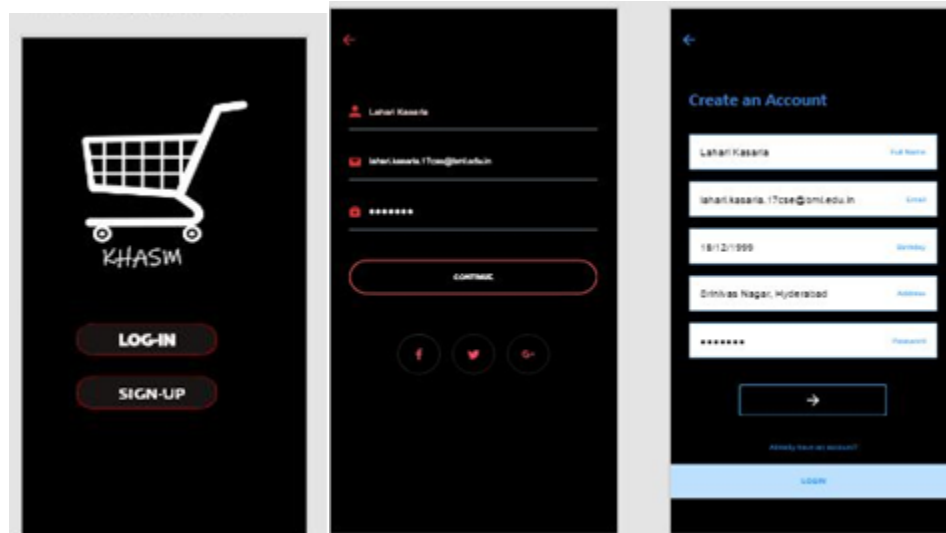 KHASM
LOG-IN
SIGN-UP
Lahari Kasarla
lahari.kasarla.17cse@bml.edu.in
•••••••
CONTINUE
f
G+
Create an Account
Lahari Kasarla
Full Name
lahari.kasarla.17cse@bml.edu.in
Email
16/12/1999
Birthday
Srinivas Nagar, Hyderabad
Address
•••••••
Password
Already have an account?
LOGIN